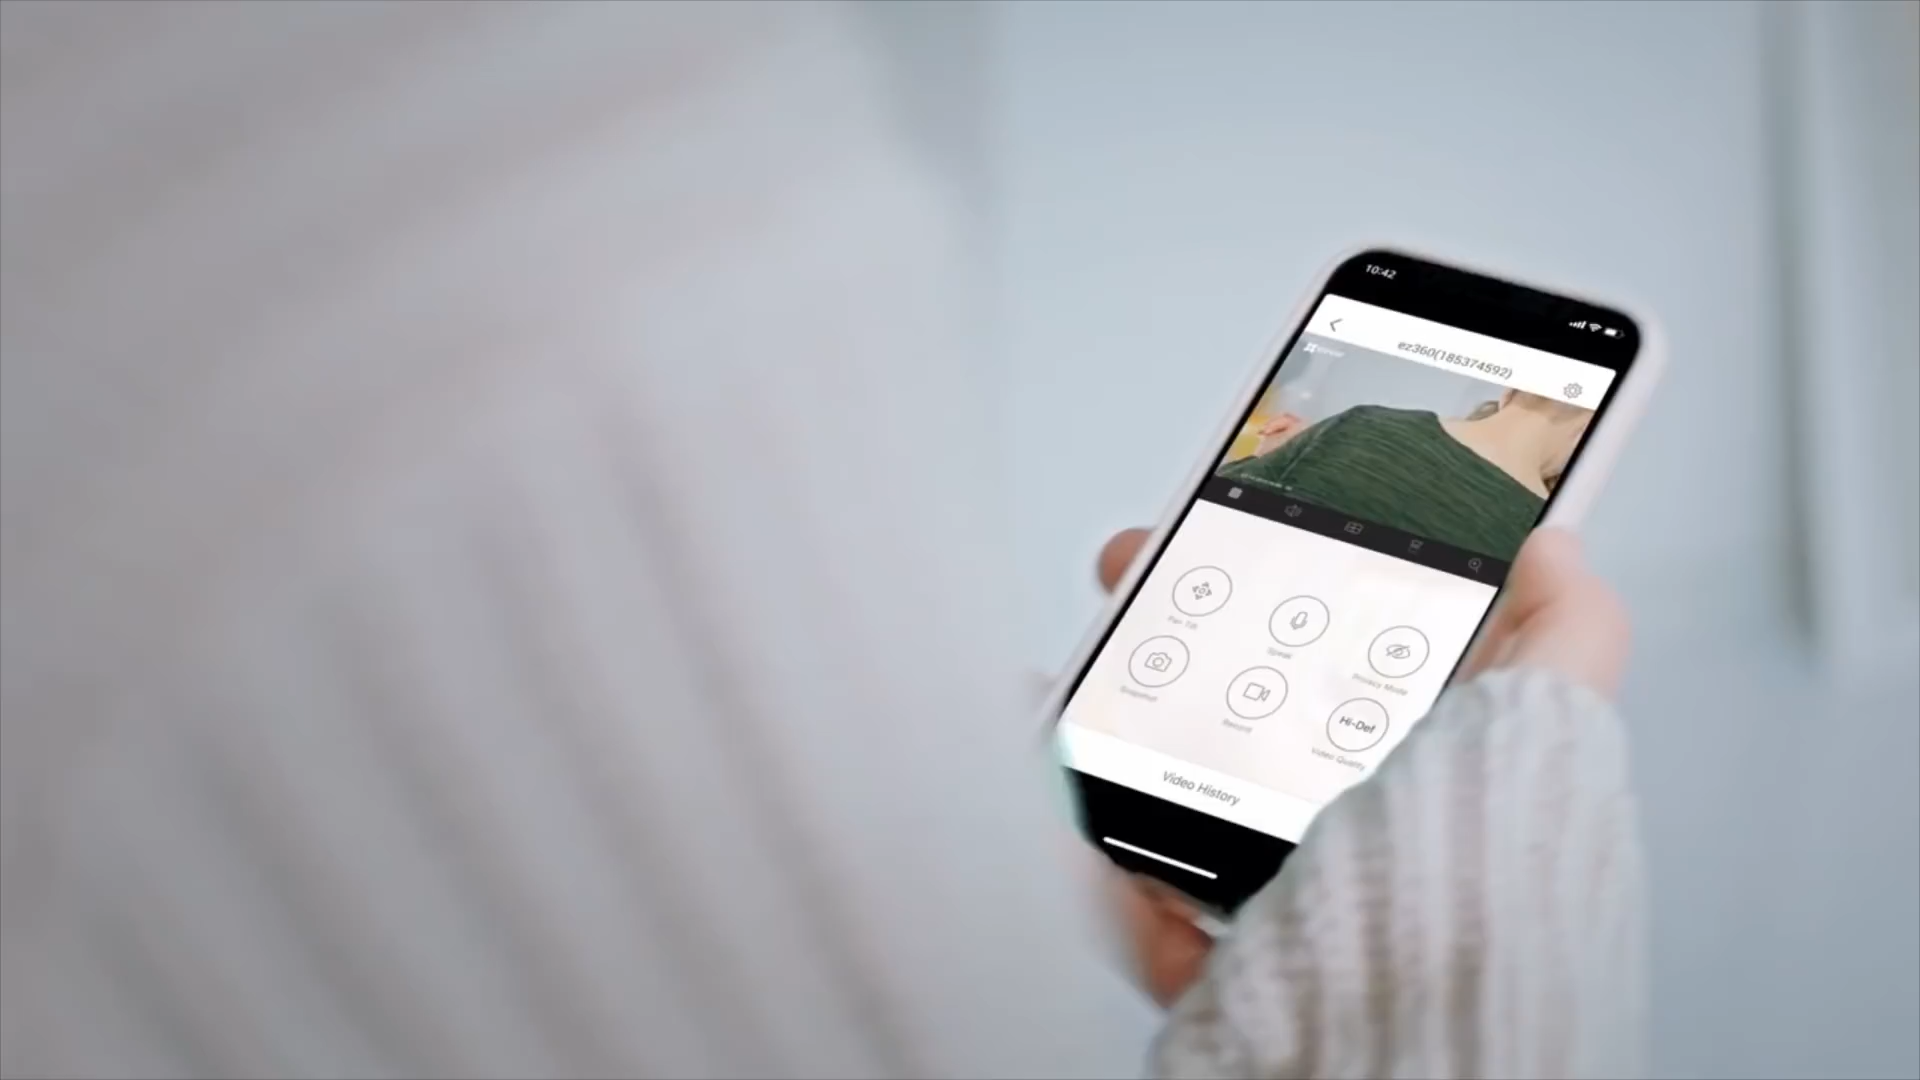 10:42
ez360(185374592)
Pan Tilt
Speak
Privacy Mode
Snapshot
Record
Hi-Def
Video Quality
Video History